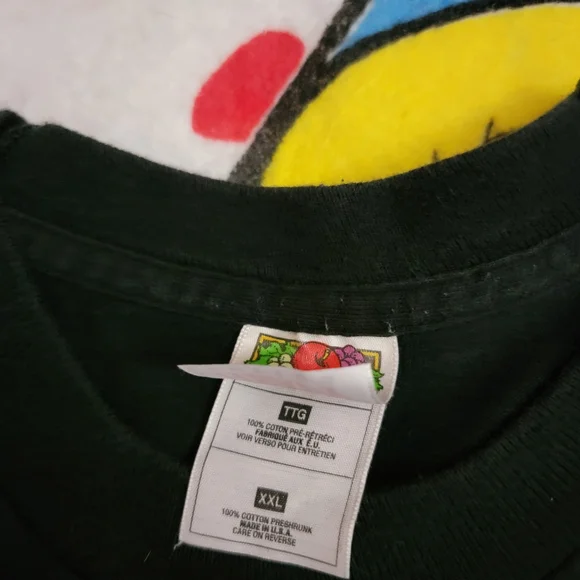 TTG
100% COTON PRÉ-RÉTRÉCI
FABRIQUÉ AUX É.U.
VOIR VERSO POUR ENTRETIEN
XXL
100% COTTON PRESHRUNK
MADE IN U.S.A.
CARE ON REVERSE